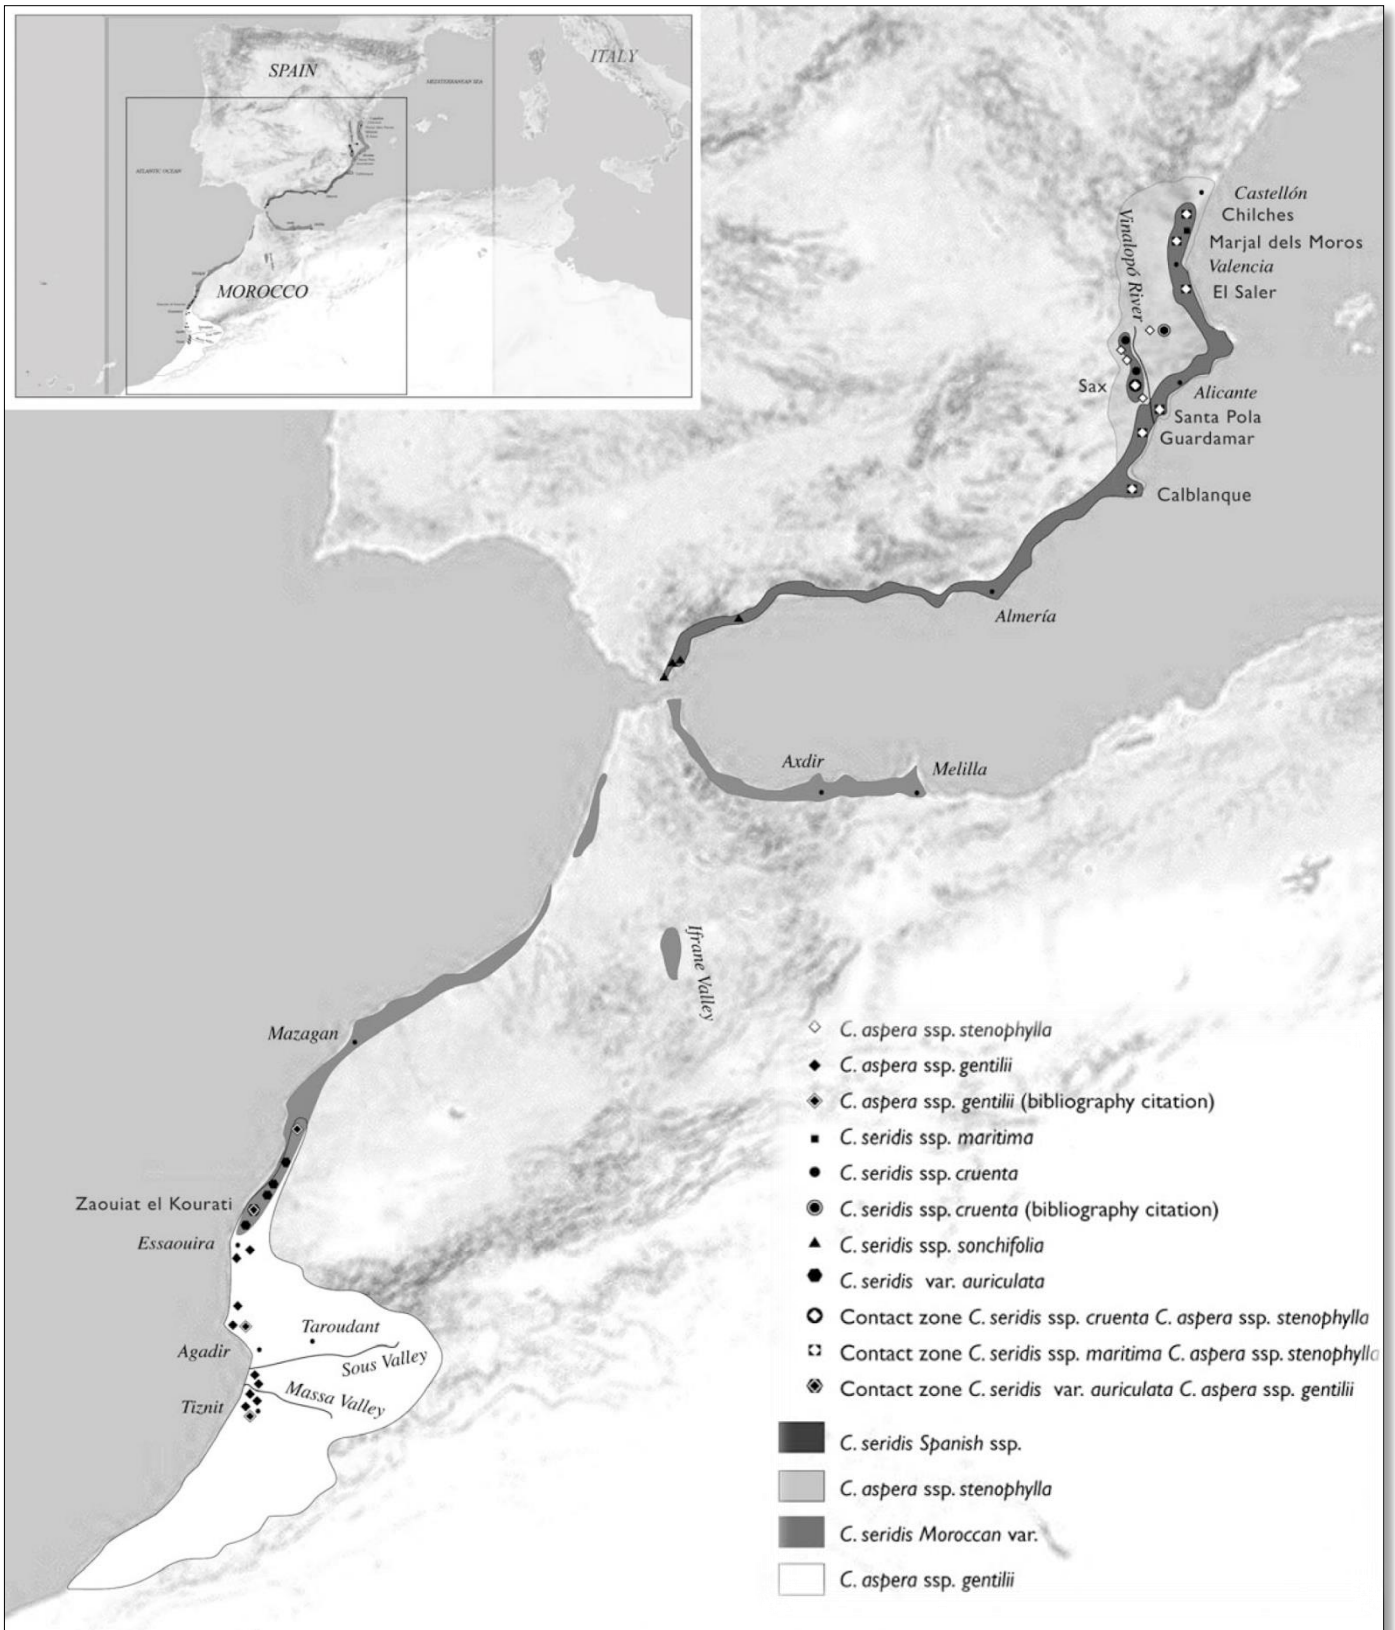 SPAIN
ITALY
MEDITERRANEAN SEA
ATLANTIC OCEAN
MOROCCO
Castellón
Chilches
Vinalopó River
Marjal dels Moros
Valencia
El Saler
Sax
Alicante
Santa Pola
Guardamar
Calblanque
Almería
Axdir
Melilla
Ifrane Valley
Mazagan
Zaouiat el Kourati
Essaouira
Taroudant
Agadir
Sous Valley
Massa Valley
Tiznit
C. aspera ssp. stenophylla
C. aspera ssp. gentilii
C. aspera ssp. gentilii (bibliography citation)
C. seridis ssp. maritima
C. seridis ssp. cruenta
C. seridis ssp. cruenta (bibliography citation)
C. seridis ssp. sonchifolia
C. seridis var. auriculata
Contact zone C. seridis ssp. cruenta C. aspera ssp. stenophylla
Contact zone C. seridis ssp. maritima C. aspera ssp. stenophylla
Contact zone C. seridis var. auriculata C. aspera ssp. gentilii
C. seridis Spanish ssp.
C. aspera ssp. stenophylla
C. seridis Moroccan var.
C. aspera ssp. gentilii